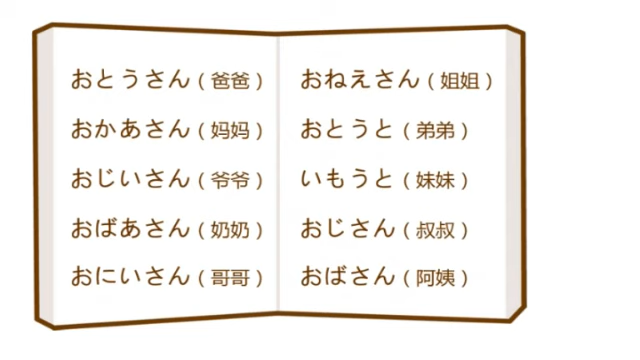 おとうさん（爸爸）
おかあさん（妈妈）
おじいさん（爷爷）
おばあさん（奶奶）
おにいさん（哥哥）
おねえさん（姐姐）
おとうと（弟弟）
いもうと（妹妹）
おじさん（叔叔）
おばさん（阿姨）